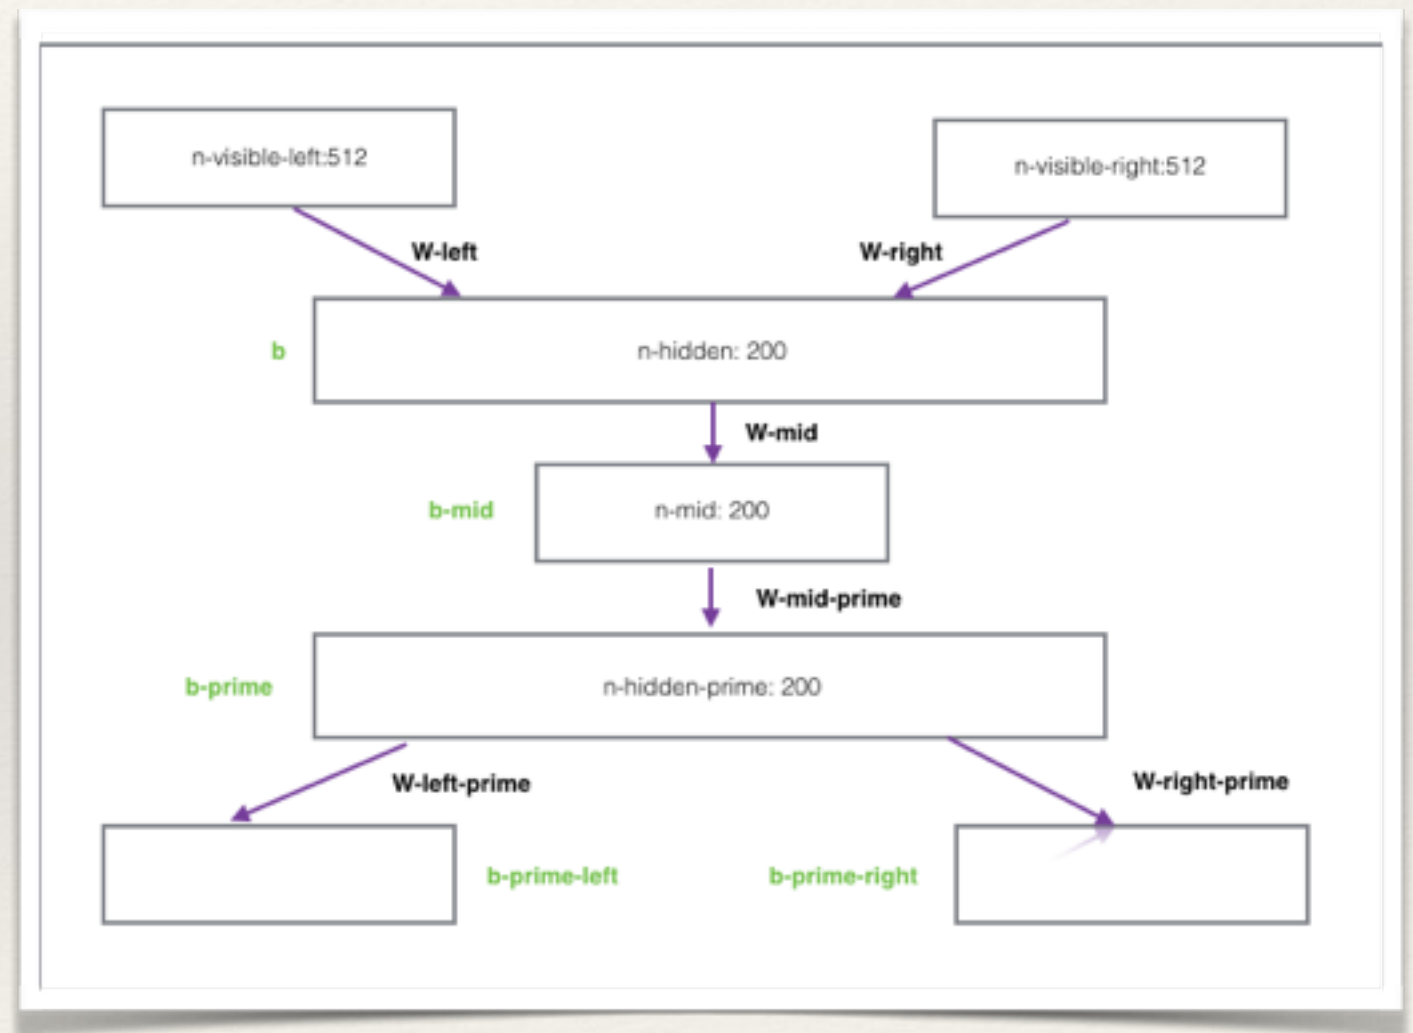 n-visible-left:512
n-visible-right:512
W-left
W-right
b
n-hidden: 200
W-mid
b-mid
n-mid: 200
W-mid-prime
b-prime
n-hidden-prime: 200
W-left-prime
W-right-prime
b-prime-left
b-prime-right